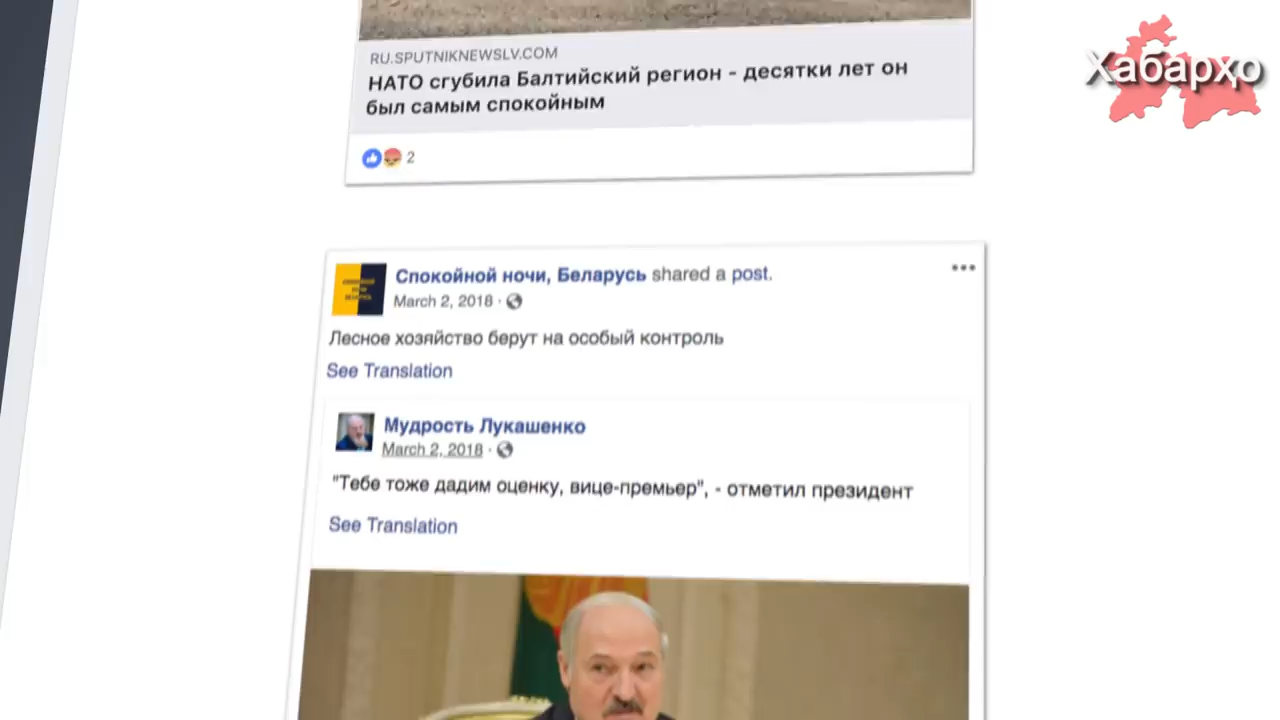 RU.SPUTNIKNEWSLV.COM
НАТО сгубила Балтийский регион - десятки лет он
был самым спокойным
2
Хабарҳо
Спокойной ночи, Беларусь shared a post.
March 2, 2018 ·
Лесное хозяйство берут на особый контроль
See Translation
Мудрость Лукашенко
March 2, 2018 ·
"Тебе тоже дадим оценку, вице-премьер", - отметил президент
See Translation